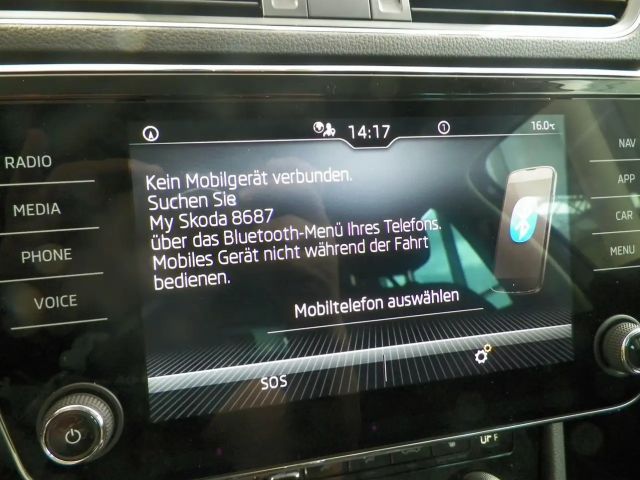 14:17
1
16.0°C
RADIO
MEDIA
PHONE
VOICE
Kein Mobilgerät verbunden.
Suchen Sie
My Skoda 8687
über das Bluetooth-Menü Ihres Telefons.
Mobiles Gerät nicht während der Fahrt
bedienen.
Mobiltelefon auswählen
SOS
NAV
APP
CAR
MENU